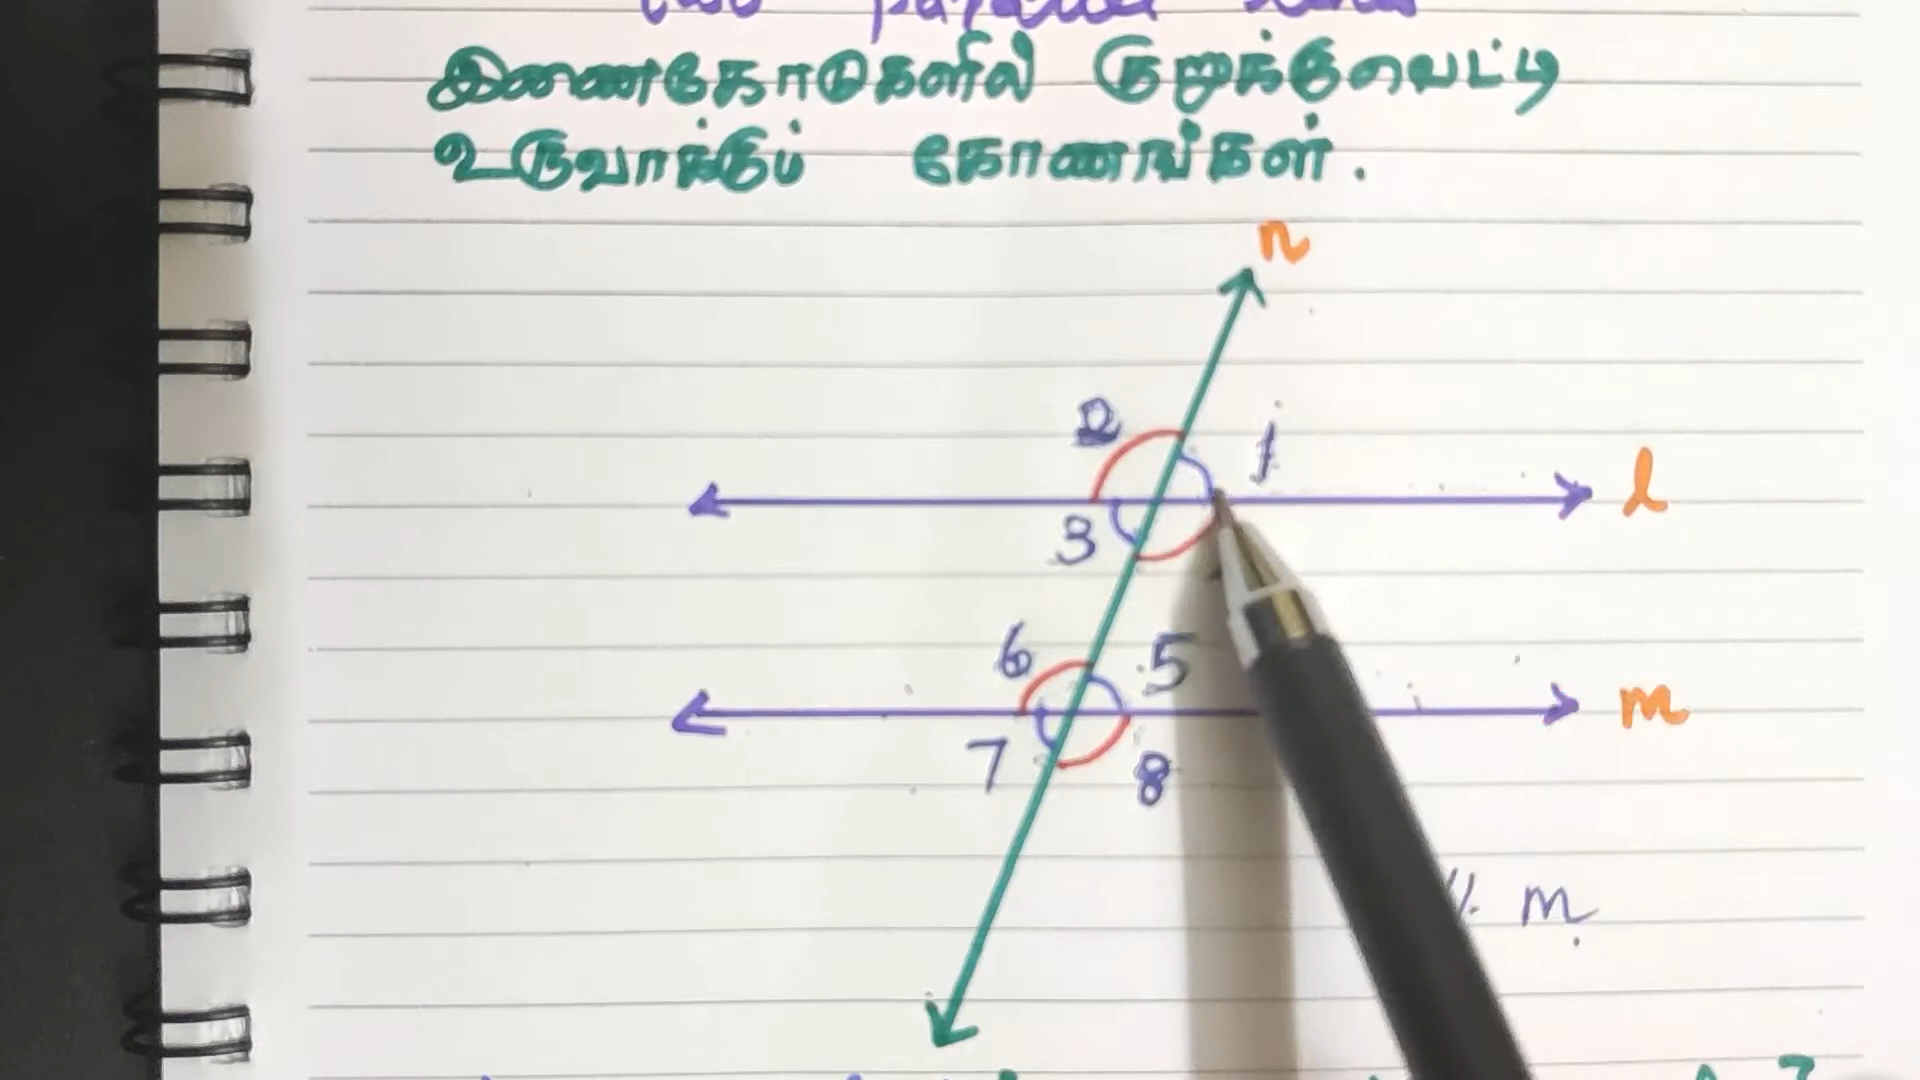 இணைகோடுகளில் குறுக்குவெட்டி
உருவாக்கும் கோணங்கள்.
n
2 1
l
3
6 5
m
7 8
// m